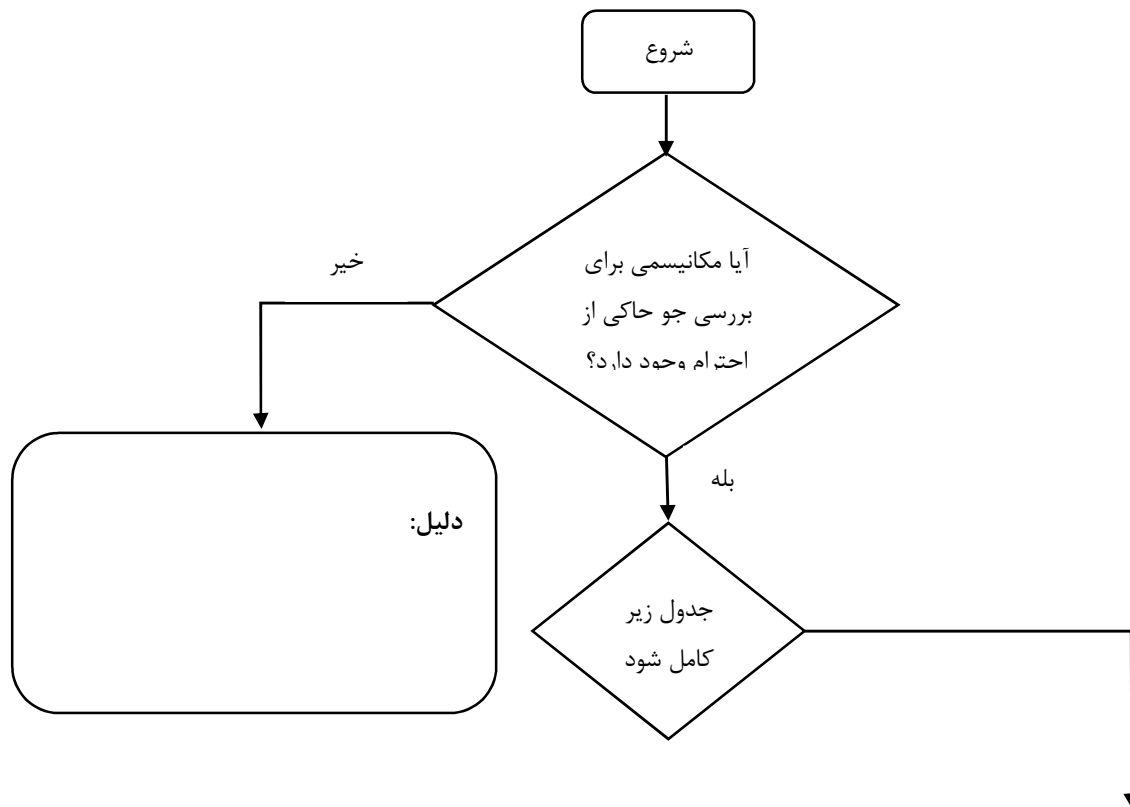 شروع
آیا مکانیسمی برای
بررسی جو حاکی از
احترام وجود دارد؟
خیر
بله
دلیل:
جدول زیر
کامل شود